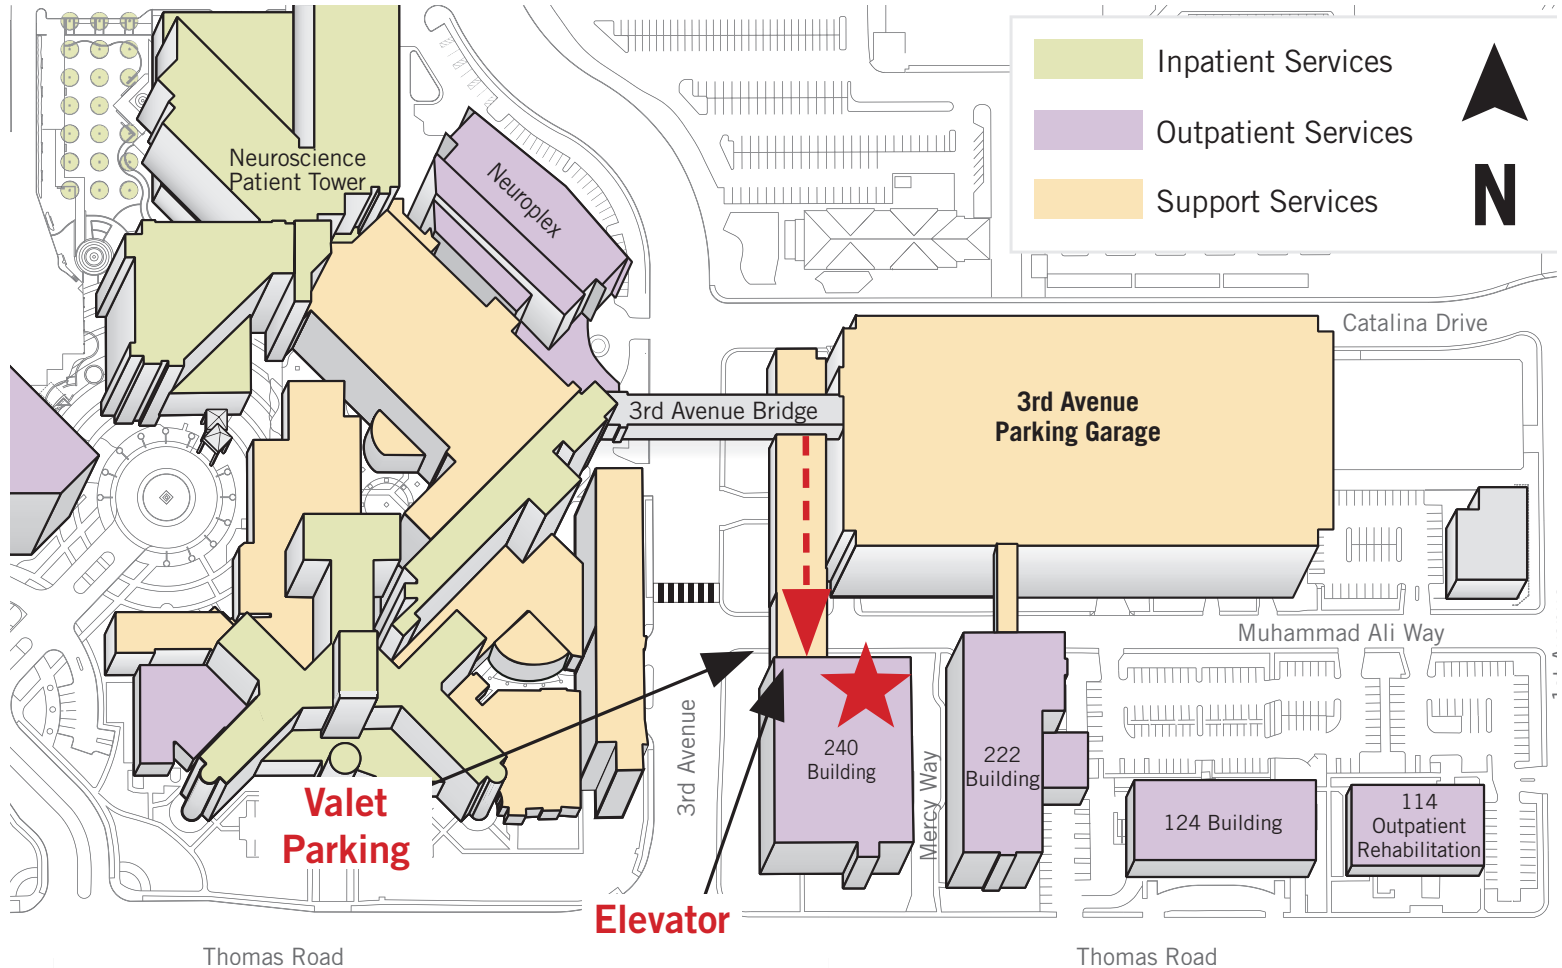 Inpatient Services
Outpatient Services
Support Services
N
Neuroscience
Patient Tower
Neuroplex
Catalina Drive
3rd Avenue Bridge
3rd Avenue
Parking Garage
Muhammad Ali Way
3rd Avenue
240
Building
Mercy Way
222
Building
124 Building
114
Outpatient
Rehabilitation
Valet
Parking
Elevator
Thomas Road
Thomas Road